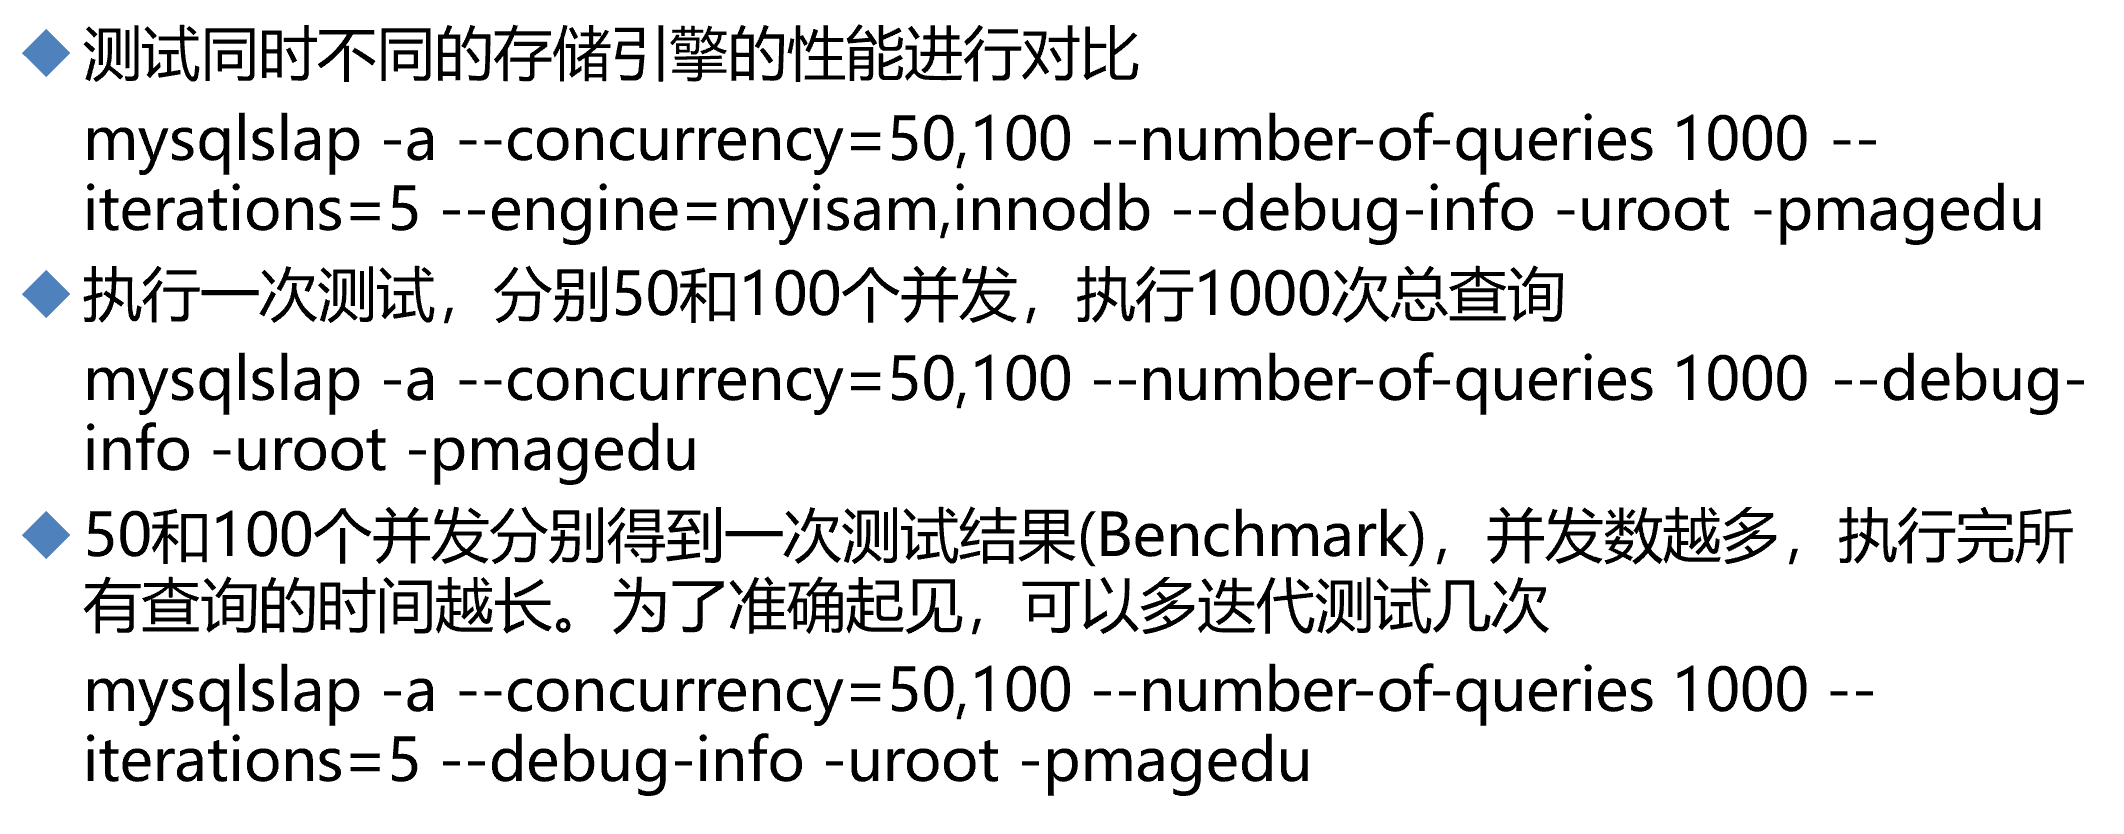 测试同时不同的存储引擎的性能进行对比
mysqlslap -a --concurrency=50,100 --number-of-queries 1000 --
iterations=5 --engine=myisam,innodb --debug-info -uroot -pmagedu
执行一次测试，分别50和100个并发，执行1000次总查询
mysqlslap -a --concurrency=50,100 --number-of-queries 1000 --debug-
info -uroot -pmagedu
50和100个并发分别得到一次测试结果(Benchmark)，并发数越多，执行完所
有查询的时间越长。为了准确起见，可以多迭代测试几次
mysqlslap -a --concurrency=50,100 --number-of-queries 1000 --
iterations=5 --debug-info -uroot -pmagedu